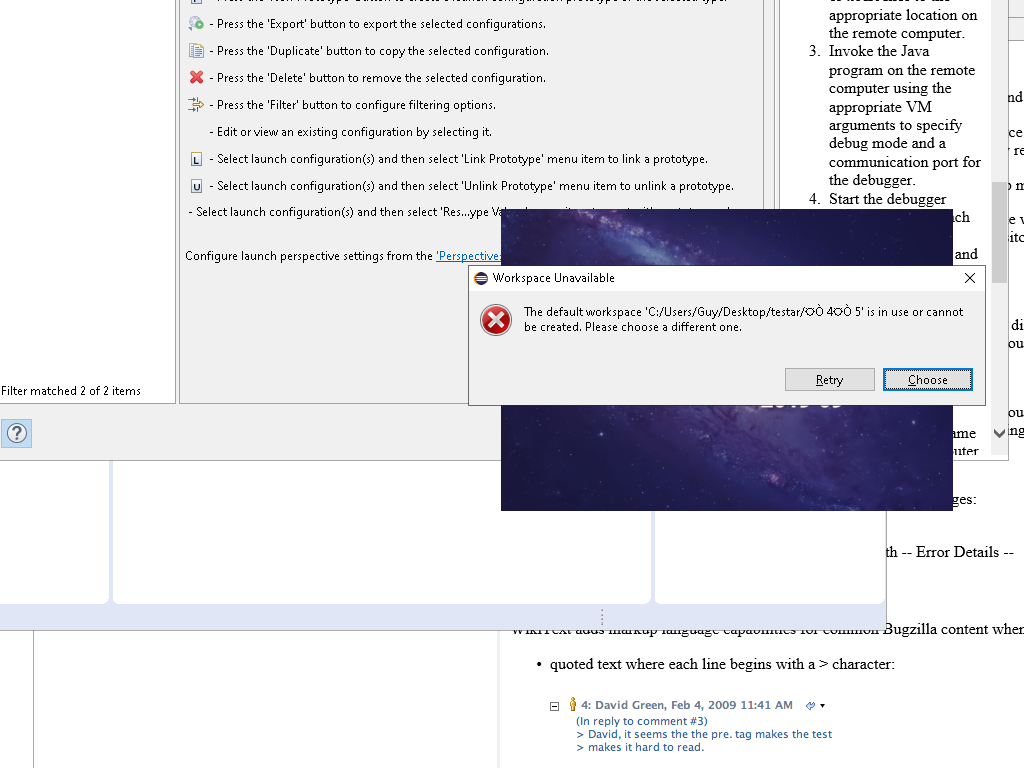 - Press the 'Export' button to export the selected configurations.
- Press the 'Duplicate' button to copy the selected configuration.
- Press the 'Delete' button to remove the selected configuration.
- Press the 'Filter' button to configure filtering options.
- Edit or view an existing configuration by selecting it.
L - Select launch configuration(s) and then select 'Link Prototype' menu item to link a prototype.
U - Select launch configuration(s) and then select 'Unlink Prototype' menu item to unlink a prototype.
- Select launch configuration(s) and then select 'Res...ype
Configure launch perspective settings from the 'Perspectives
Filter matched 2 of 2 items
appropriate location on
the remote computer.
3. Invoke the Java
program on the remote
computer using the
appropriate VM
arguments to specify
debug mode and a
communication port for
the debugger.
4. Start the debugger
and
Workspace Unavailable
The default workspace 'C:/Users/Guy/Desktop/testar/⛭Ò 4⛭Ò 5' is in use or cannot
be created. Please choose a different one.
Retry
Choose
th -- Error Details --
WikiText adds markup language capabilities for common Bugzilla content when
• quoted text where each line begins with a > character:
4: David Green, Feb 4, 2009 11:41 AM
(In reply to comment #3)
> David, it seems the the pre. tag makes the test
> makes it hard to read.